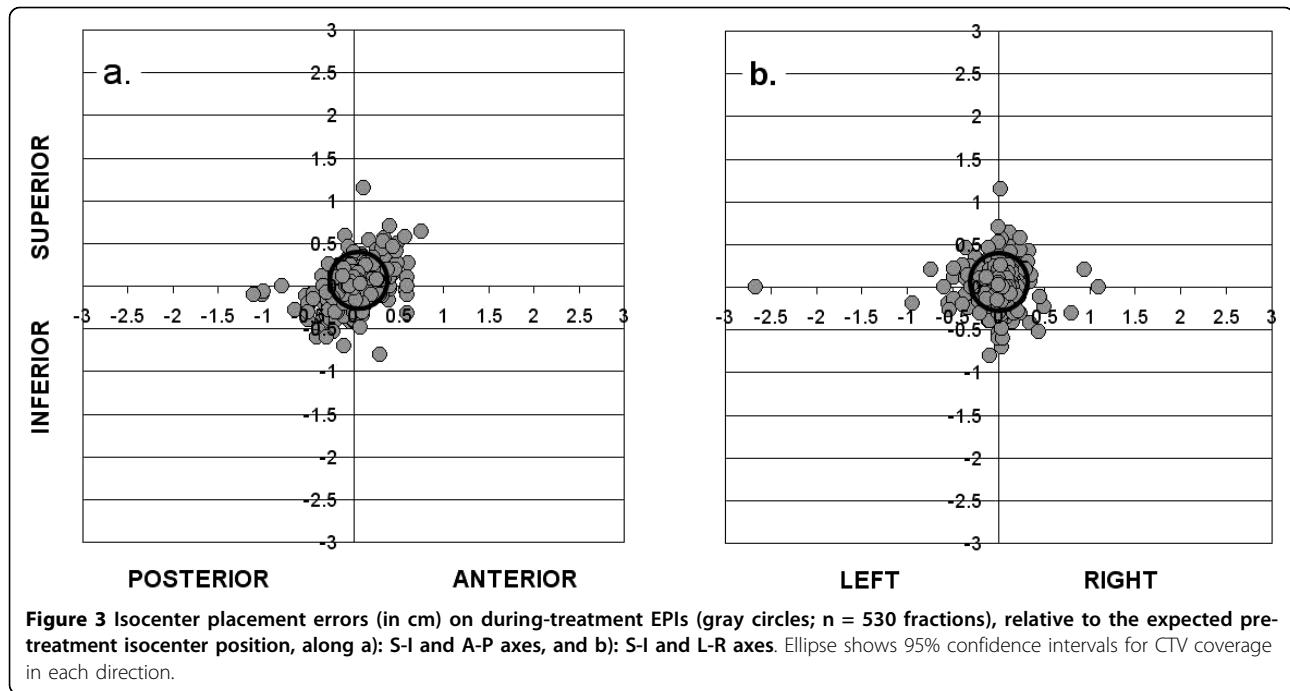 a.
3
2.5
2
1.5
1
0.5
-3 -2.5 -2 -1.5 -1 -0.5 0 0.5 1 1.5 2 2.5 3
-0.5
-1
-1.5
-2
-2.5
-3
SUPERIOR
INFERIOR
POSTERIOR ANTERIOR
b.
3
2.5
2
1.5
1
0.5
-3 -2.5 -2 -1.5 -1 -0.5 0 0.5 1 1.5 2 2.5 3
-0.5
-1
-1.5
-2
-2.5
-3
LEFT RIGHT
Figure 3 Isocenter placement errors (in cm) on during-treatment EPIs (gray circles; n = 530 fractions), relative to the expected pre-
treatment isocenter position, along a): S-I and A-P axes, and b): S-I and L-R axes. Ellipse shows 95% confidence intervals for CTV coverage
in each direction.